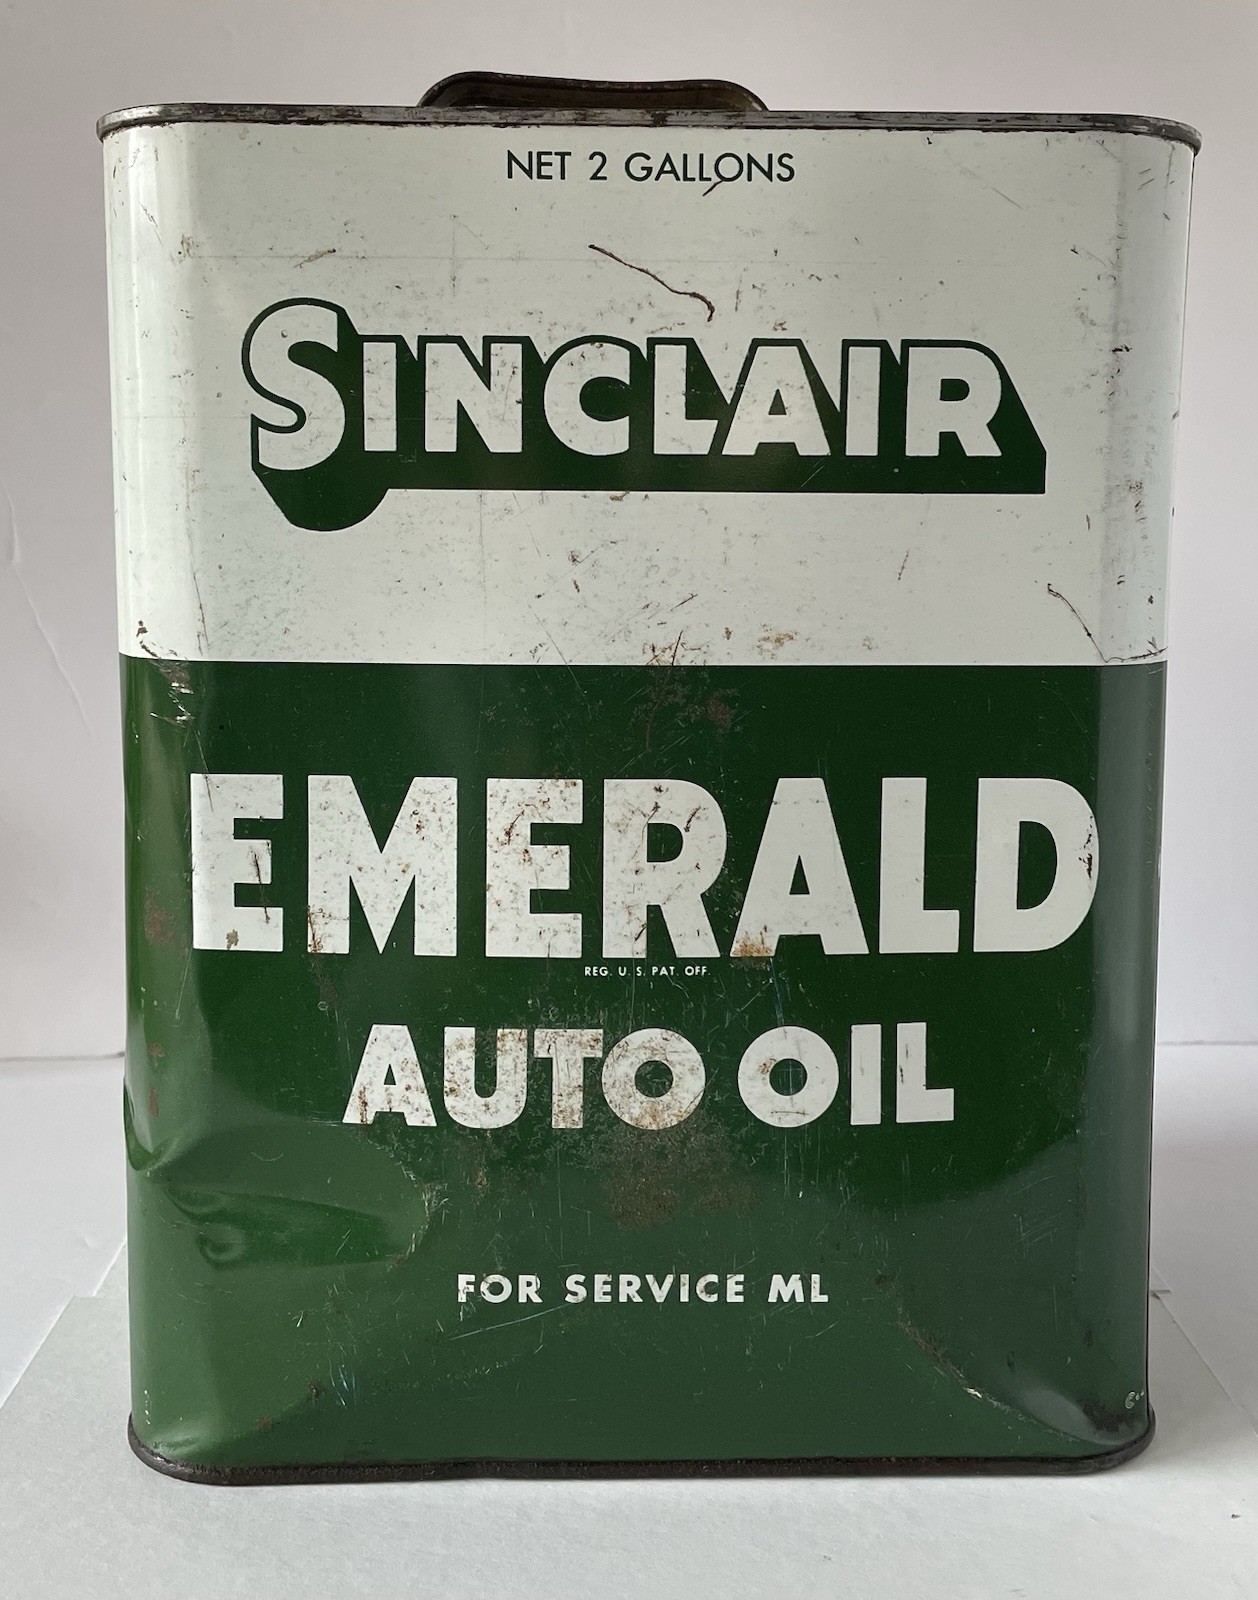 NET 2 GALLONS
SINCLAIR
EMERALD
REG. U. S. PAT. OFF.
AUTO OIL
FOR SERVICE ML